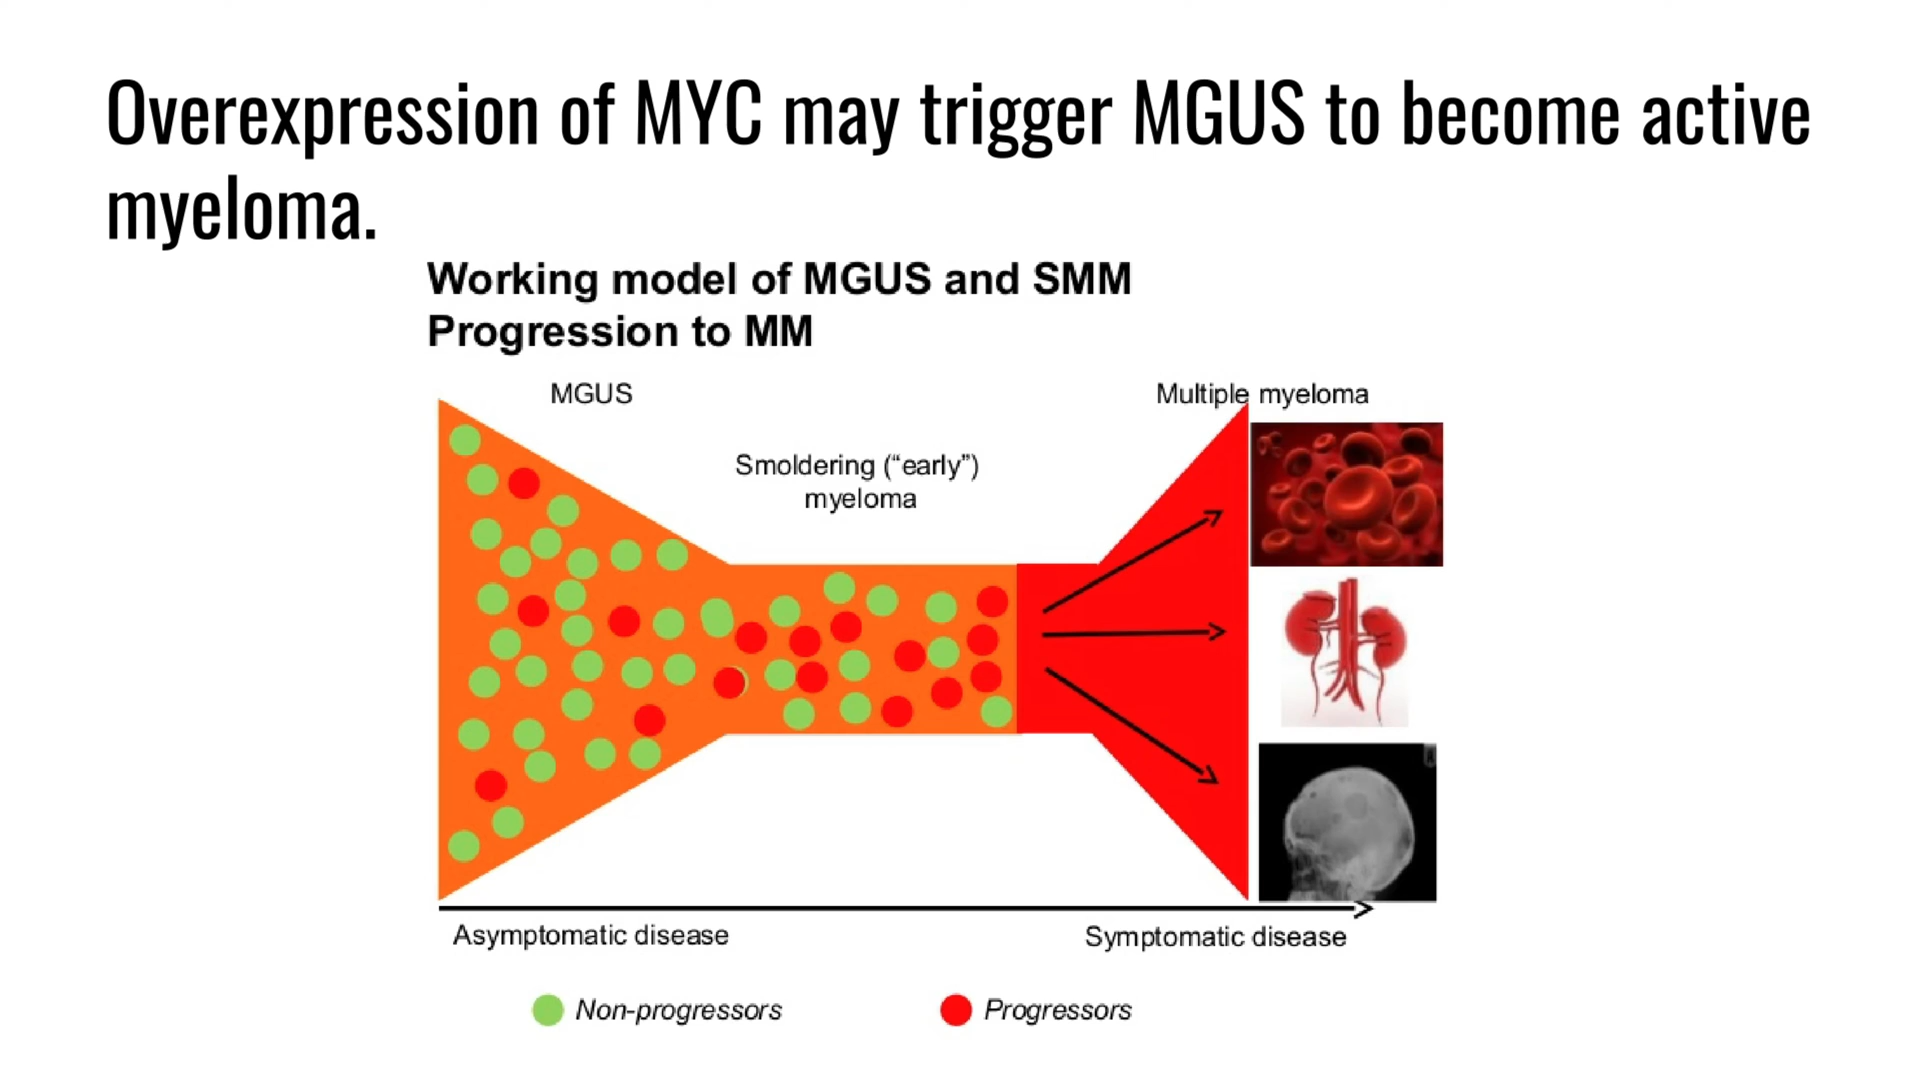 Overexpression of MYC may trigger MGUS to become active
myeloma.
Working model of MGUS and SMM
Progression to MM
MGUS
Multiple myeloma
Smoldering (“early”)
myeloma
Asymptomatic disease
Symptomatic disease
Non-progressors
Progressors